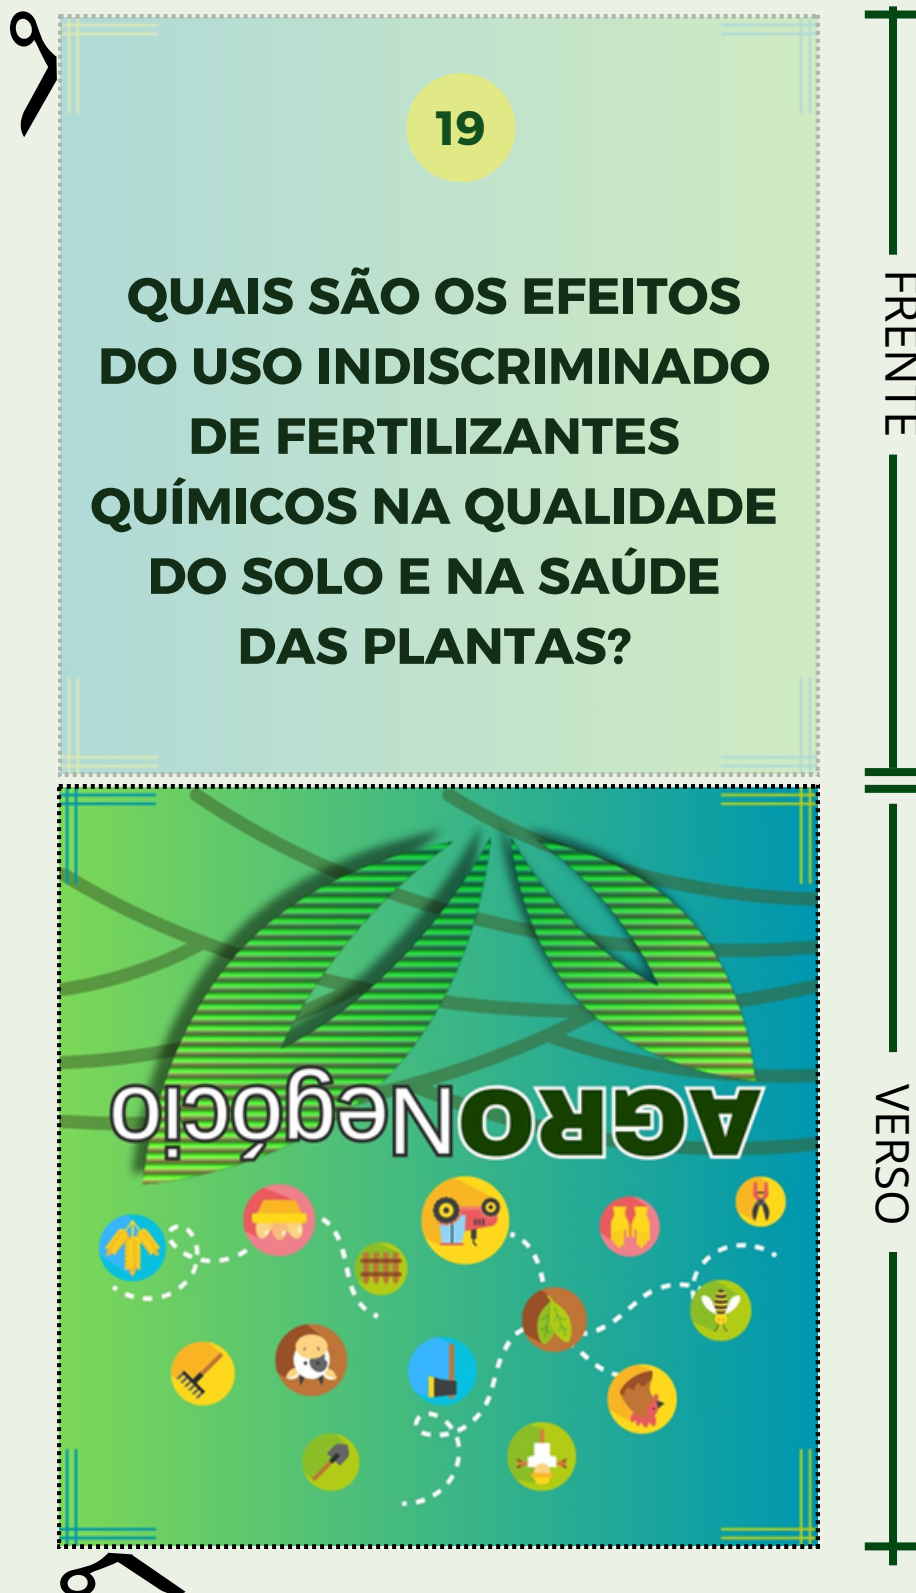 19
QUAIS SÃO OS EFEITOS
DO USO INDISCRIMINADO
DE FERTILIZANTES
QUÍMICOS NA QUALIDADE
DO SOLO E NA SAÚDE
DAS PLANTAS?
FRENTE
AGRONegócio
VERSO